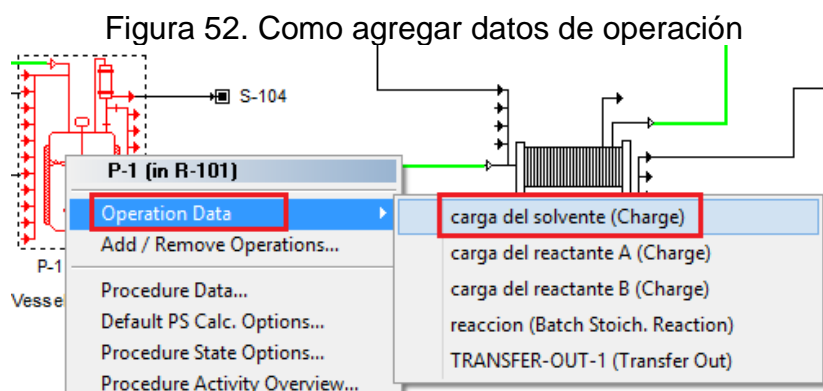 Figura 52. Como agregar datos de operación
S-104
P-1 (in R-101)
Operation Data
carga del solvente (Charge)
Add / Remove Operations...
carga del reactante A (Charge)
P-1
Procedure Data...
carga del reactante B (Charge)
Vessel
Default PS Calc. Options...
reaccion (Batch Stoich. Reaction)
Procedure State Options...
TRANSFER-OUT-1 (Transfer Out)
Procedure Activity Overview...